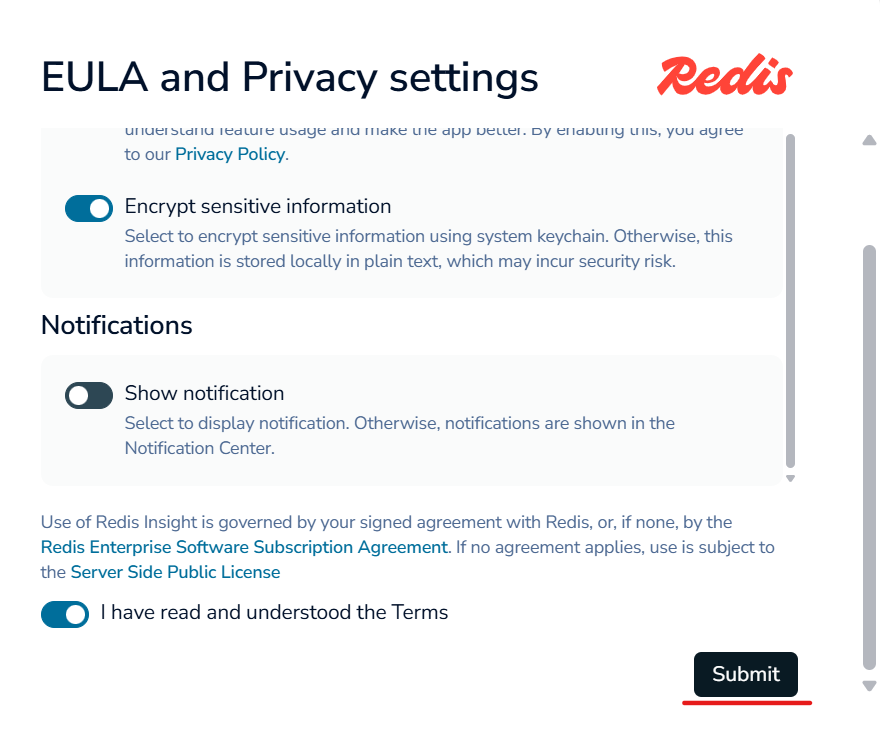 EULA and Privacy settings
Redis
understand feature usage and make the app better. By enabling this, you agree
to our Privacy Policy.
Encrypt sensitive information
Select to encrypt sensitive information using system keychain. Otherwise, this
information is stored locally in plain text, which may incur security risk.
Notifications
Show notification
Select to display notification. Otherwise, notifications are shown in the
Notification Center.
Use of Redis Insight is governed by your signed agreement with Redis, or, if none, by the
Redis Enterprise Software Subscription Agreement. If no agreement applies, use is subject to
the Server Side Public License
I have read and understood the Terms
Submit